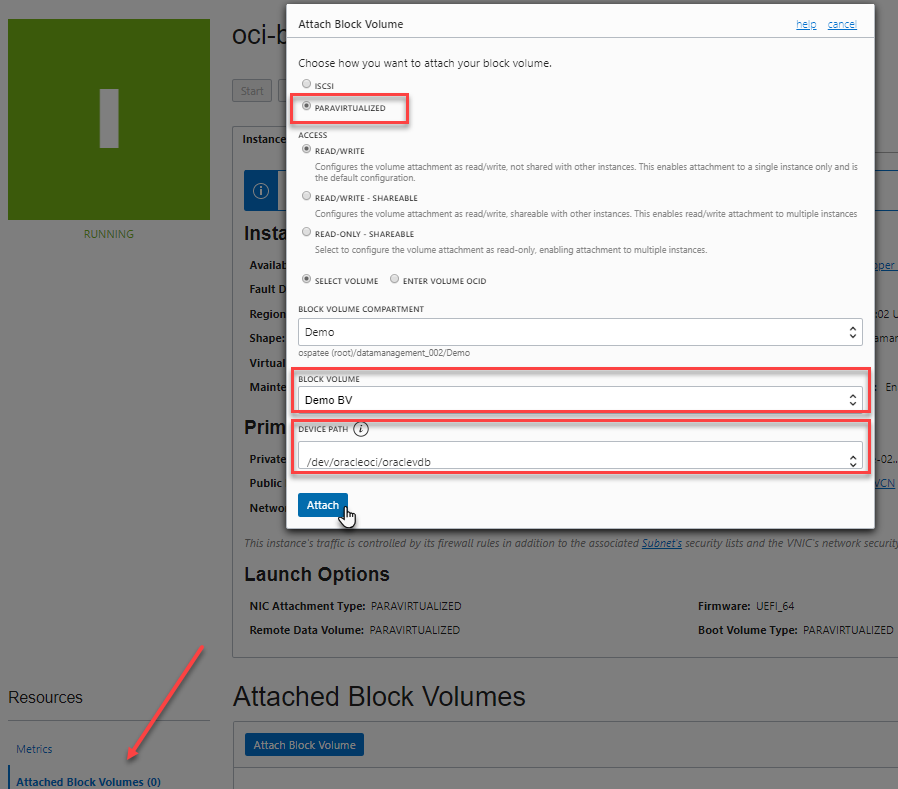 oci-b
Start
Attach Block Volume
help
cancel
Choose how you want to attach your block volume.
ISCSI
PARAVIRTUALIZED
ACCESS
READ/WRITE
Configures the volume attachment as read/write, not shared with other instances. This enables attachment to a single instance only and is
the default configuration.
READ/WRITE - SHAREABLE
Configures the volume attachment as read/write, shareable with other instances. This enables read/write attachment to multiple instances
READ-ONLY - SHAREABLE
Select to configure the volume attachment as read-only, enabling attachment to multiple instances.
SELECT VOLUME
ENTER VOLUME OCID
BLOCK VOLUME COMPARTMENT
Demo
ospatee (root)/datamanagement_002/Demo
BLOCK VOLUME
Demo BV
DEVICE PATH
/dev/oracleoci/oraclevdb
Attach
I
RUNNING
Instance
Insta
Availab
Fault D
Region
Shape:
Virtual
Mainte
Prim
Private
Public
Netwo
per
:02 U
aman
En
-02..
VCN
This instance's traffic is controlled by its firewall rules in addition to the associated Subnet's security lists and the VNIC's network security
Launch Options
NIC Attachment Type: PARAVIRTUALIZED
Firmware: UEFI_64
Remote Data Volume: PARAVIRTUALIZED
Boot Volume Type: PARAVIRTUALIZED
Resources
Metrics
Attached Block Volumes (0)
Attached Block Volumes
Attach Block Volume